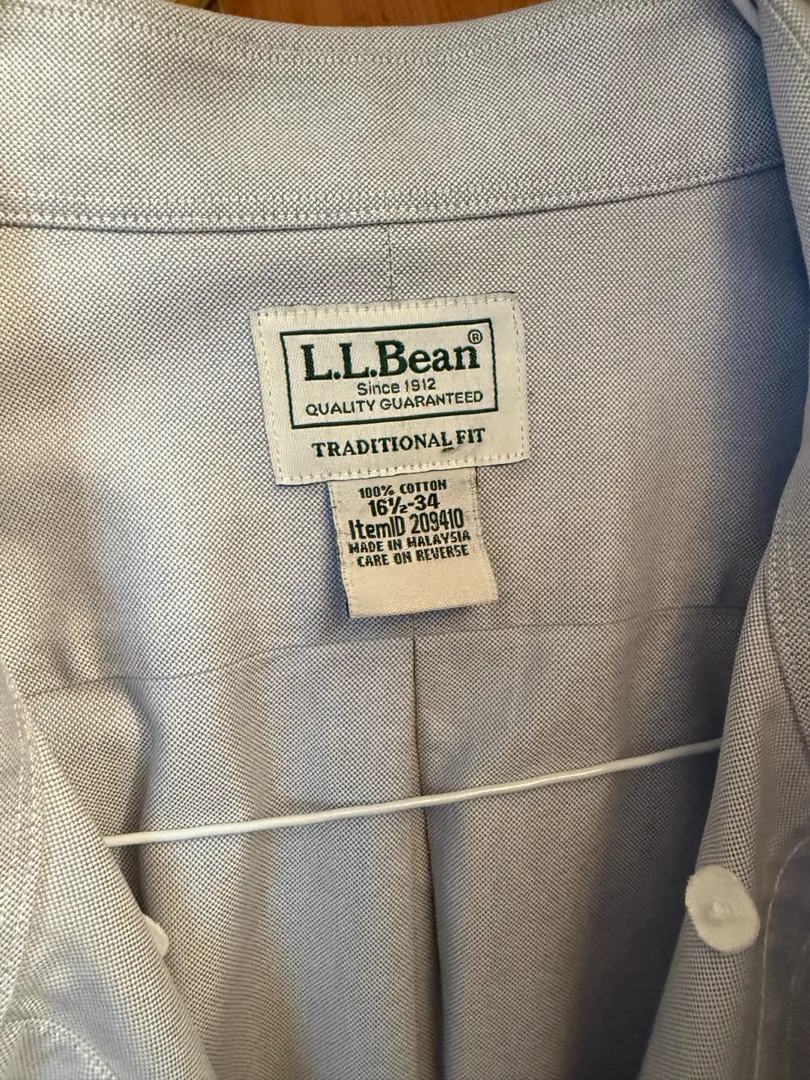 L.L.Bean®
Since 1912
QUALITY GUARANTEED
TRADITIONAL FIT
100% COTTON
16½-34
ItemID 209410
MADE IN MALAYSIA
CARE ON REVERSE